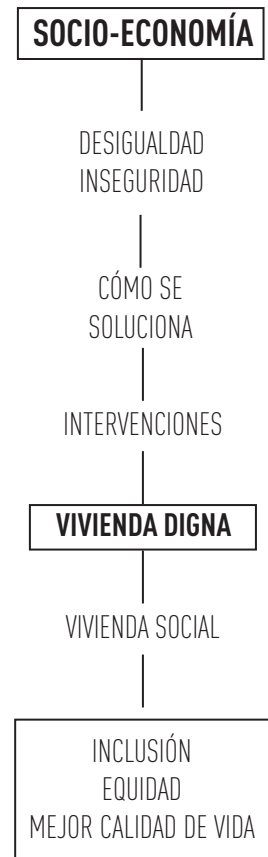 SOCIO-ECONOMÍA
DESIGUALDAD
INSEGURIDAD
CÓMO SE
SOLUCIONA
INTERVENCIONES
VIVIENDA DIGNA
VIVIENDA SOCIAL
INCLUSIÓN
EQUIDAD
MEJOR CALIDAD DE VIDA